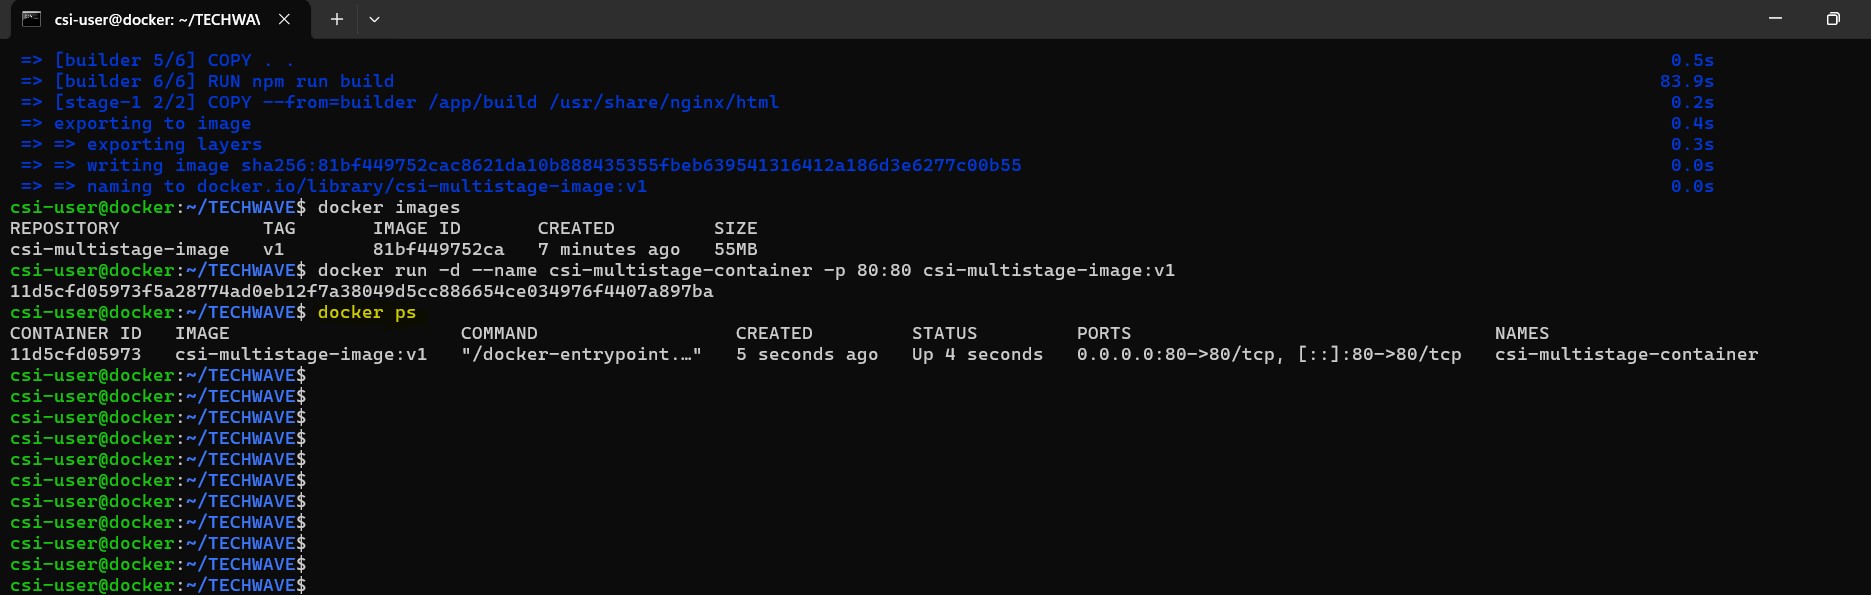 csi-user@docker: ~/TECHWAV
=> [builder 5/6] COPY . . 0.5s
=> [builder 6/6] RUN npm run build 83.9s
=> [stage-1 2/2] COPY --from=builder /app/build /usr/share/nginx/html 0.2s
=> exporting to image 0.4s
=> => exporting layers 0.3s
=> => writing image sha256:81bf449752cac8621da10b888435355fbeb639541316412a186d3e6277c00b55 0.0s
=> => naming to docker.io/library/csi-multistage-image:v1 0.0s
csi-user@docker:~/TECHWAVE$ docker images
REPOSITORY TAG IMAGE ID CREATED SIZE
csi-multistage-image v1 81bf449752ca 7 minutes ago 55MB
csi-user@docker:~/TECHWAVE$ docker run -d --name csi-multistage-container -p 80:80 csi-multistage-image:v1
11d5cfd05973f5a28774ad0eb12f7a38049d5cc886654ce034976f4407a897ba
csi-user@docker:~/TECHWAVE$ docker ps
CONTAINER ID IMAGE COMMAND CREATED STATUS PORTS NAMES
11d5cfd05973 csi-multistage-image:v1 "/docker-entrypoint.…" 5 seconds ago Up 4 seconds 0.0.0.0:80->80/tcp, [::]:80->80/tcp csi-multistage-container
csi-user@docker:~/TECHWAVE$
csi-user@docker:~/TECHWAVE$
csi-user@docker:~/TECHWAVE$
csi-user@docker:~/TECHWAVE$
csi-user@docker:~/TECHWAVE$
csi-user@docker:~/TECHWAVE$
csi-user@docker:~/TECHWAVE$
csi-user@docker:~/TECHWAVE$
csi-user@docker:~/TECHWAVE$
csi-user@docker:~/TECHWAVE$
csi-user@docker:~/TECHWAVE$